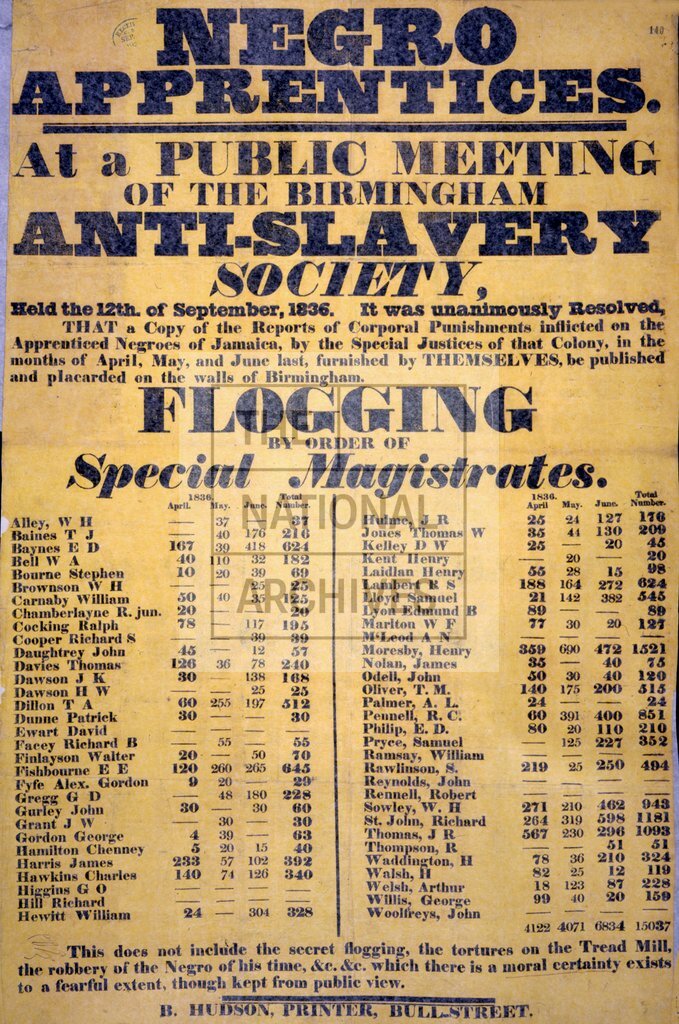 140
NEGRO
APPRENTICES.
At a PUBLIC MEETING
OF THE BIRMINGHAM
ANTI-SLAVERY
SOCIETY,
Held the 12th. of September, 1836. It was unanimously Resolved,
THAT a Copy of the Reports of Corporal Punishments inflicted on the
Apprenticed Negroes of Jamaica, by the Special Justices of that Colony, in the
months of April, May, and June last, furnished by THEMSELVES, be published
and placarded on the walls of Birmingham.
FLOGGING
BY ORDER OF
Special Magistrates.
1836. Total
April. May. June. Number.
Alley, W H — 37 — 37
Baines T J — 40 176 216
Baynes E D 167 39 418 624
Bell W A 40 110 32 182
Bourne Stephen 10 20 39 69
Brownson W H — — 25 25
Carnaby William 50 40 35 125
Chamberlayne R. jun. 20 — — 20
Cocking Ralph 78 — 117 195
Cooper Richard S — — 39 39
Daughtrey John 45 — 12 57
Davies Thomas 126 36 78 240
Dawson J K 30 — 138 168
Dawson H W — — 25 25
Dillon T A 60 255 197 512
Dunne Patrick 30 — — 30
Ewart David — — — —
Facey Richard B — 55 — 55
Finlayson Walter 20 — 50 70
Fishbourne E E 120 260 265 645
Fyfe Alex. Gordon 9 20 — 29
Gregg G D — 48 180 228
Gurley John 30 — 30 60
Grant J W — 30 — 30
Gordon George 4 39 — 63
Hamilton Chenney 5 20 15 40
Harris James 233 57 102 392
Hawkins Charles 140 74 126 340
Higgins G O — — — —
Hill Richard — — — —
Hewitt William 24 — 304 328
1836. Total
April May. June. Number.
Hulme, J R 25 24 127 176
Jones Thomas W 35 44 130 209
Kelley D W 25 — 20 45
Kent Henry — 20 — 20
Laidlan Henry 55 28 15 98
Lambert R S 188 164 272 624
Lloyd Samuel 21 142 382 545
Lyon Edmund B 89 — — 89
Marlton W F 77 30 20 127
M'Leod A N — — — —
Moresby, Henry 359 690 472 1521
Nolan, James 35 — 40 75
Odell, John 50 30 40 120
Oliver, T. M. 140 175 200 515
Palmer, A. L. 24 — — 24
Pennell, R. C. 60 391 400 851
Philip, E. D. 80 20 110 210
Pryce, Samuel 125 227 352
Ramsay, William — — — —
Rawlinson, S. 219 25 250 494
Reynolds, John — — — —
Rennell, Robert — — — —
Sowley, W. H 271 210 462 943
St. John, Richard 264 319 598 1181
Thomas, J R 567 230 296 1093
Thompson, R — — 51 51
Waddington, H 78 36 210 324
Walsh, H 82 25 12 119
Welsh, Arthur 18 123 87 228
Willis, George 99 40 20 159
Woolfreys, John
4122 4071 6834 15037
This does not include the secret flogging, the tortures on the Tread Mill,
the robbery of the Negro of his time, &c. &c. which there is a moral certainty exists
to a fearful extent, though kept from public view.
B. HUDSON, PRINTER, BULL-STREET.
THE
NATIONAL
ARCHIVES